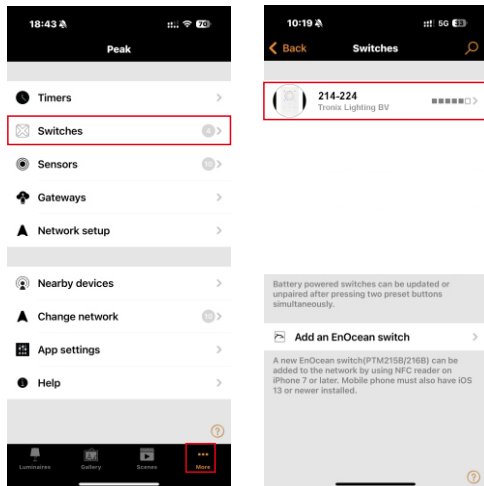 18:43
70
Peak
Timers
Switches
4
Sensors
10
Gateways
Network setup
Nearby devices
Change network
10
App settings
Help
?
Luminaires
Gallery
Scenes
More
10:19
5G 33
Back
Switches
214-224
Tronix Lighting BV
Battery powered switches can be updated or
unpaired after pressing two preset buttons
simultaneously.
Add an EnOcean switch
A new EnOcean switch(PTM215B/216B) can be
added to the network by using NFC reader on
iPhone 7 or later. Mobile phone must also have iOS
13 or newer installed.
?